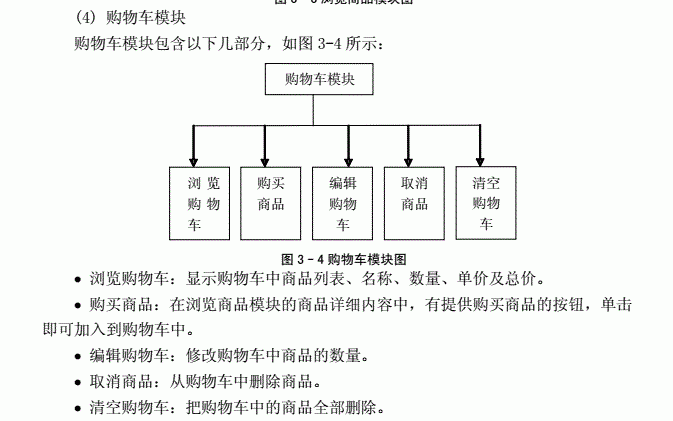 (4) 购物车模块
购物车模块包含以下几部分，如图 3-4 所示：
购物车模块
浏 览
购 物
车
购买
商品
编辑
购物
车
取消
商品
清空
购物
车
图 3-4 购物车模块图
● 浏览购物车：显示购物车中商品列表、名称、数量、单价及总价。
● 购买商品：在浏览商品模块的商品详细内容中，有提供购买商品的按钮，单击
即可加入到购物车中。
● 编辑购物车：修改购物车中商品的数量。
● 取消商品：从购物车中删除商品。
● 清空购物车：把购物车中的商品全部删除。